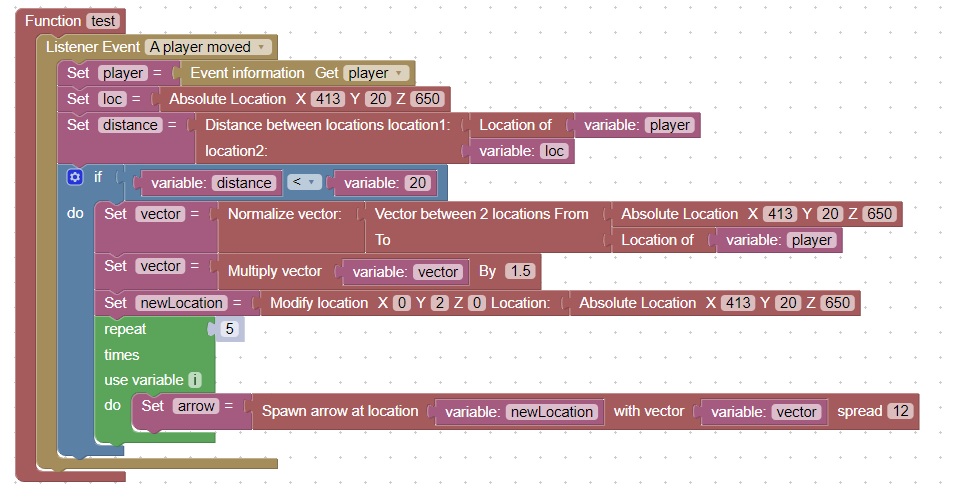 Function test
Listener Event A player moved
Set player = Event information Get player
Set loc = Absolute Location X 413 Y 20 Z 650
Set distance = Distance between locations location1: Location of variable: player
location2: variable: loc
if variable: distance < variable: 20
do Set vector = Normalize vector: Vector between 2 locations From Absolute Location X 413 Y 20 Z 650
To Location of variable: player
Set vector = Multiply vector variable: vector By 1.5
Set newLocation = Modify location X 0 Y 2 Z 0 Location: Absolute Location X 413 Y 20 Z 650
repeat 5
times
use variable i
do Set arrow = Spawn arrow at location variable: newLocation with vector variable: vector spread 12